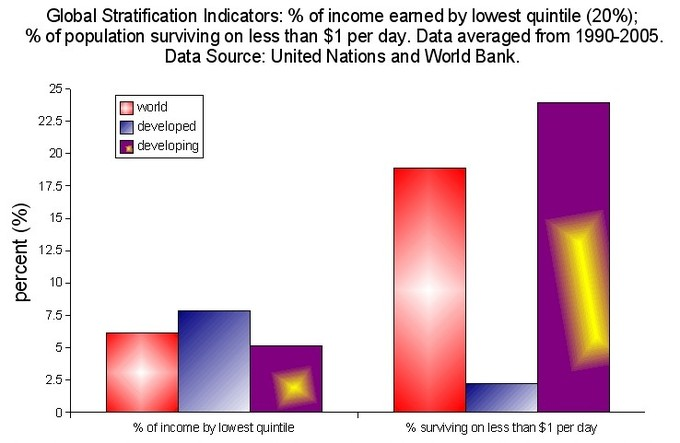 Global Stratification Indicators: % of income earned by lowest quintile (20%);
% of population surviving on less than $1 per day. Data averaged from 1990-2005.
Data Source: United Nations and World Bank.
25
22.5
20
17.5
15
12.5
10
7.5
5
2.5
0
percent (%)
world
developed
developing
% of income by lowest quintile
% surviving on less than $1 per day